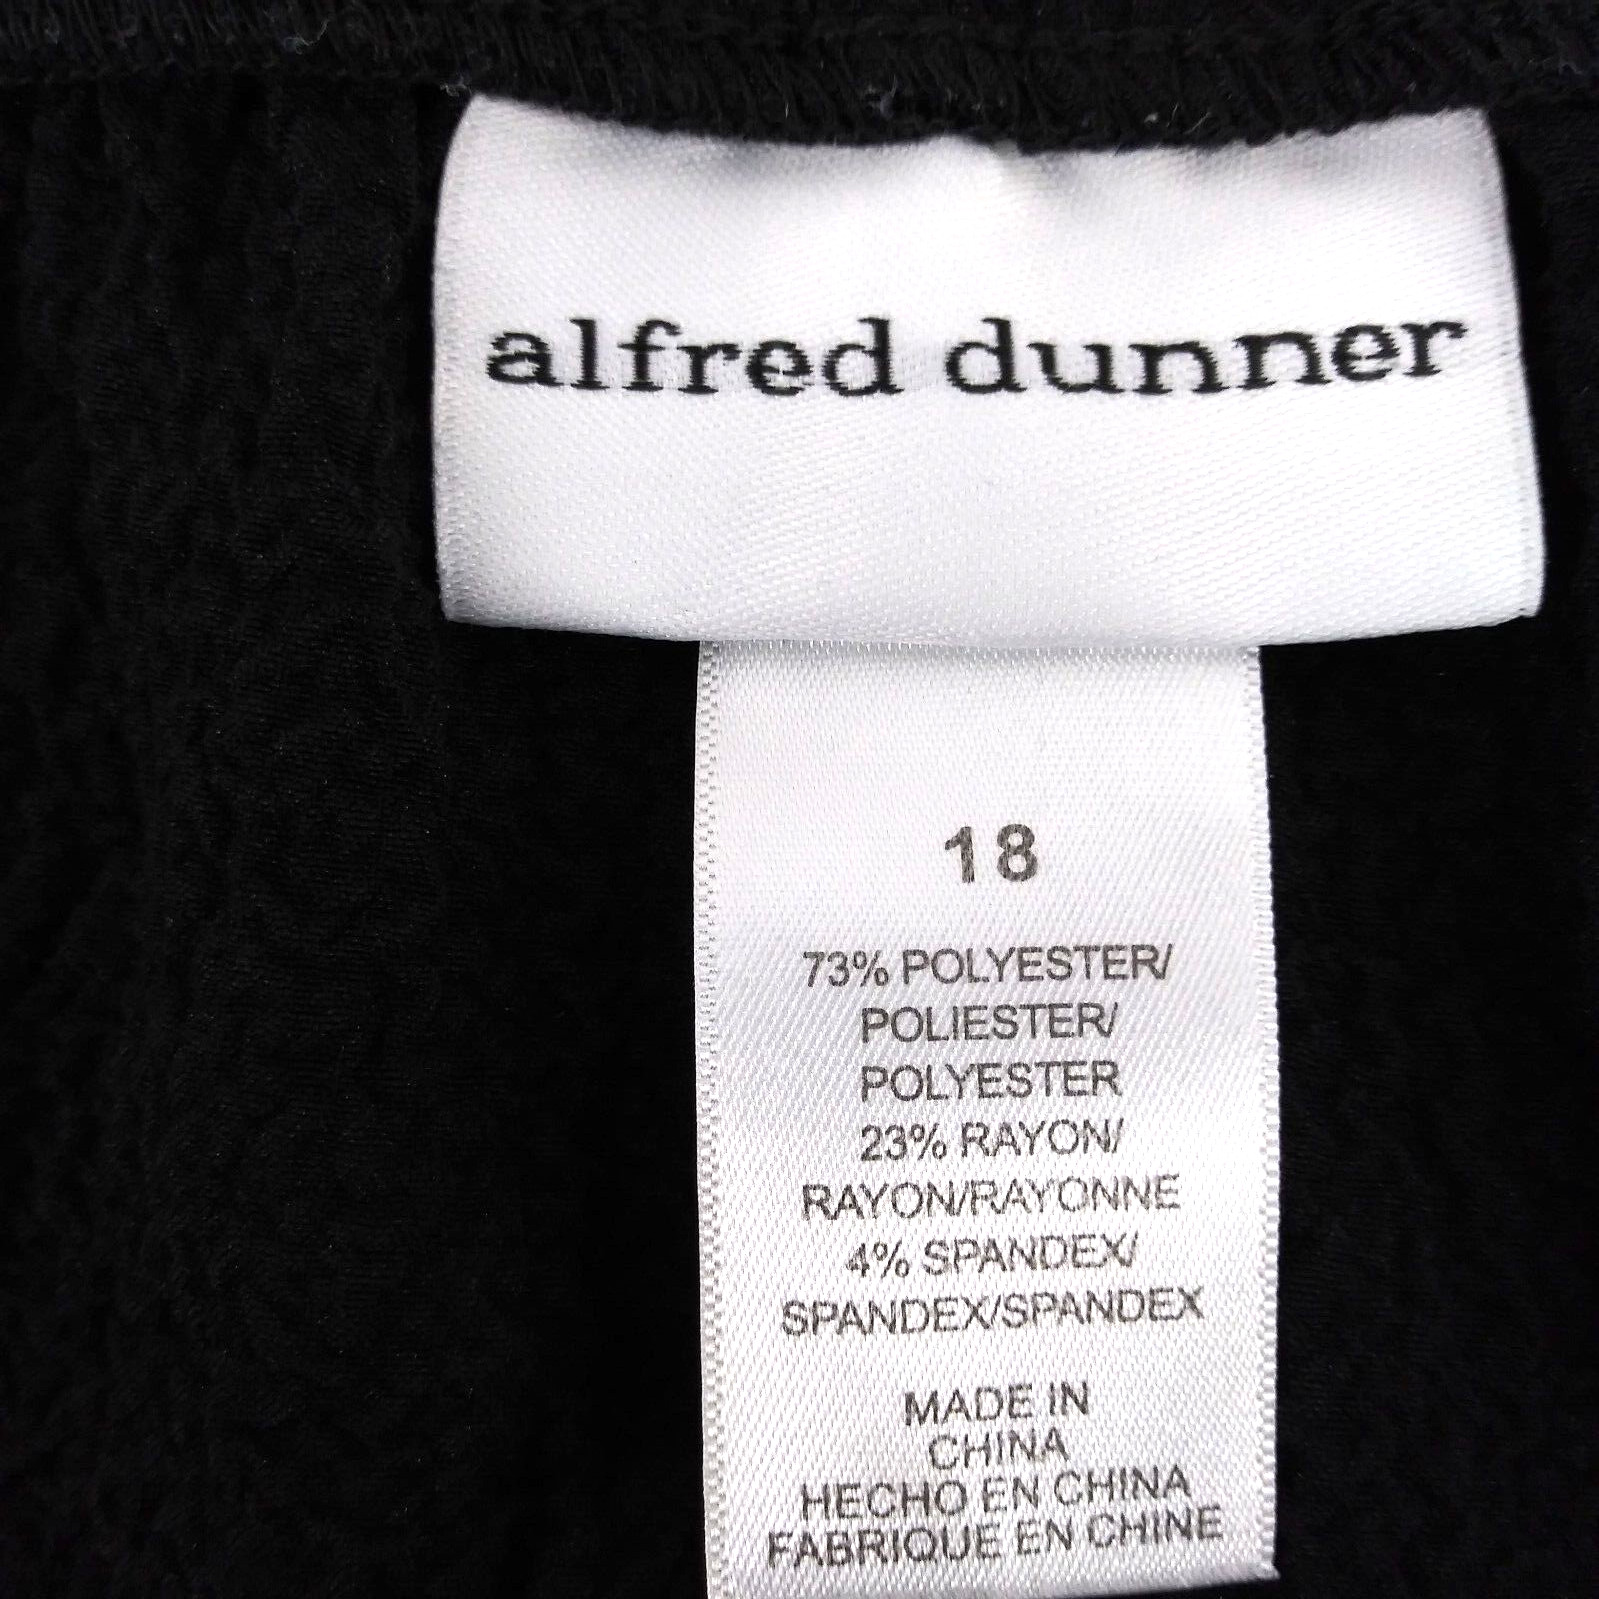 alfred dunner
18
73% POLYESTER/
POLIESTER/
POLYESTER
23% RAYON/
RAYON/RAYONNE
4% SPANDEX/
SPANDEX/SPANDEX
MADE IN
CHINA
HECHO EN CHINA
FABRIQUE EN CHINE